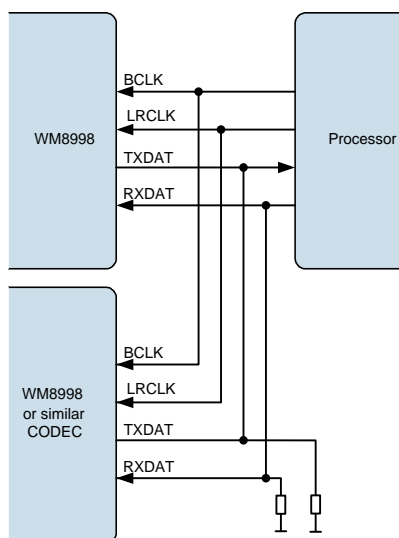 BCLK
LRCLK
WM8998
Processor
TXDAT
RXDAT
BCLK
LRCLK
WM8998
or similar
CODEC
TXDAT
RXDAT